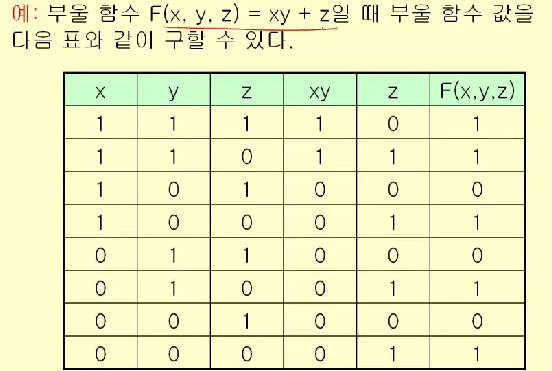 예: 부울 함수 F(x, y, z) = xy + z일 때 부울 함수 값을
다음 표와 같이 구할 수 있다.
x y z xy z F(x,y,z)
1 1 1 1 0 1
1 1 0 1 1 1
1 0 1 0 0 0
1 0 0 0 1 1
0 1 1 0 0 0
0 1 0 0 1 1
0 0 1 0 0 0
0 0 0 0 1 1